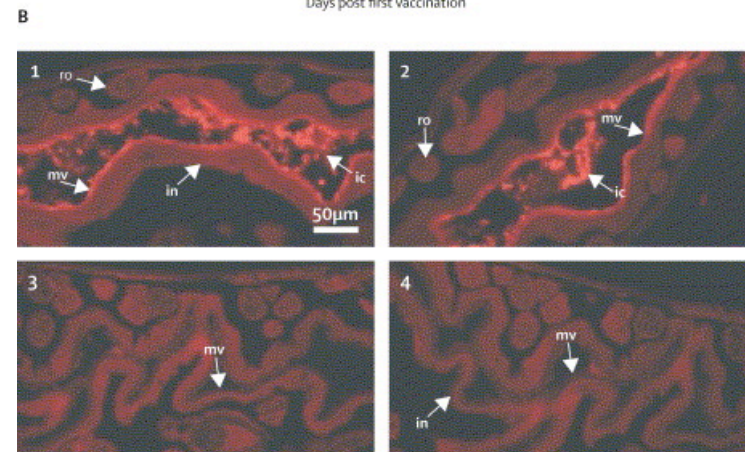 Days post first vaccination
B
1
ro
mv
in
ic
50µm
2
ro
mv
ic
3
mv
4
mv
in